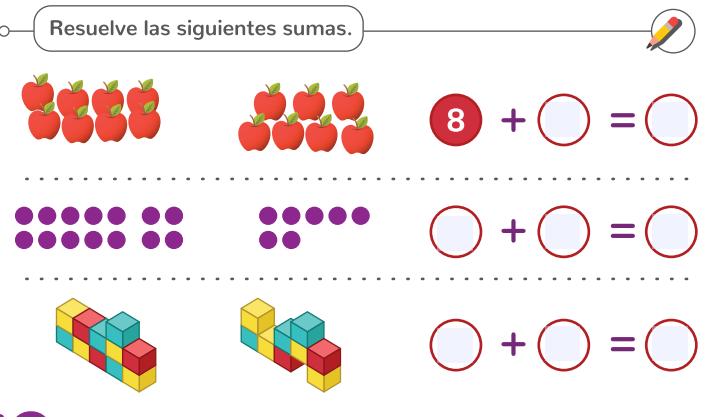 Resuelve las siguientes sumas.
8 + =
+ =
+ =